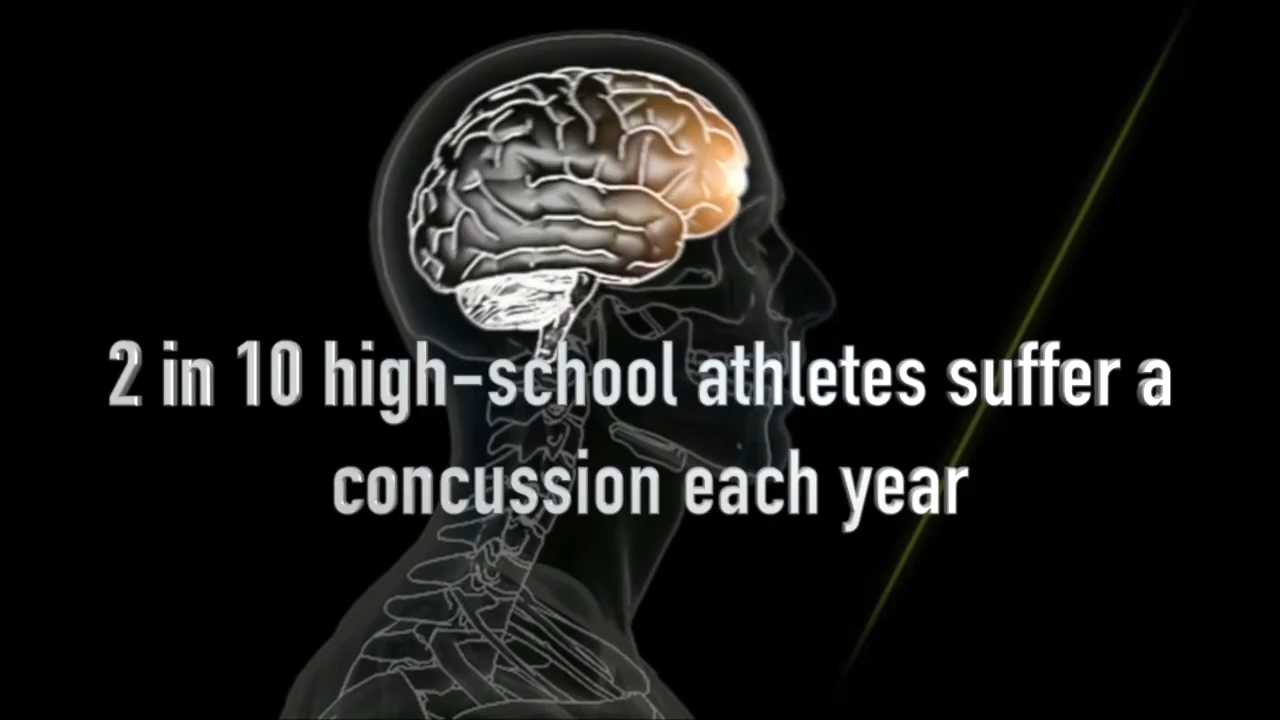 2 in 10 high-school athletes suffer a
concussion each year